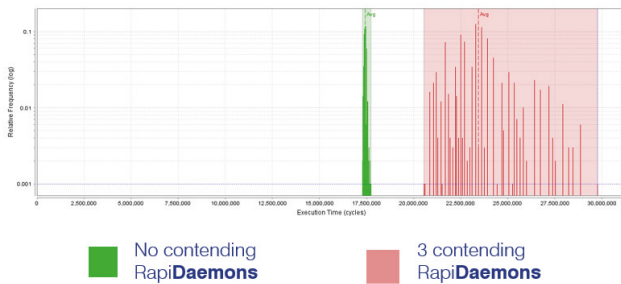 Avg Avg
0.1
0.01
0.001
Relative Frequency (log)
0 2,500,000 5,000,000 7,500,000 10,000,000 12,500,000 15,000,000 17,500,000 20,000,000 22,500,000 25,000,000 27,500,000 30,000,000
Execution Time (cycles)
No contending
RapiDaemons
3 contending
RapiDaemons